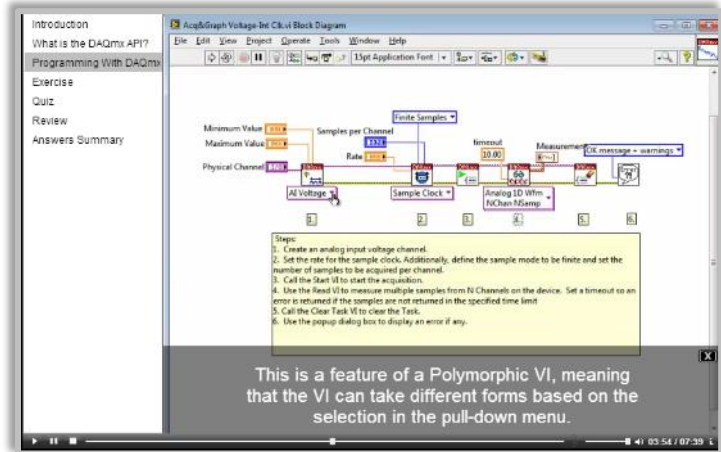 Introduction
What is the DAQmx API?
Programming With DAQmx
Exercise
Quiz
Review
Answers Summary
Acq&Graph Voltage-Int Clk.vi Block Diagram
File Edit View Project Operate Tools Window Help
15pt Application Font
Finite Samples
Minimum Value
Samples per Channel
Maximum Value
Rate
timeout
10.00
Measurement
OK message + warnings
Physical Channel
AI Voltage
Sample Clock
Analog 1D Wfm
NChan NSamp
1. 2. 3. 4. 5. 6.
Steps:
1. Create an analog input voltage channel.
2. Set the rate for the sample clock. Additionally, define the sample mode to be finite and set the
number of samples to be acquired per channel.
3. Call the Start VI to start the acquisition.
4. Use the Read VI to measure multiple samples from N Channels on the device. Set a timeout so an
error is returned if the samples are not returned in the specified time limit
5. Call the Clear Task VI to clear the Task.
6. Use the popup dialog box to display an error if any.
X
This is a feature of a Polymorphic VI, meaning
that the VI can take different forms based on the
selection in the pull-down menu.
03:54 / 07:39